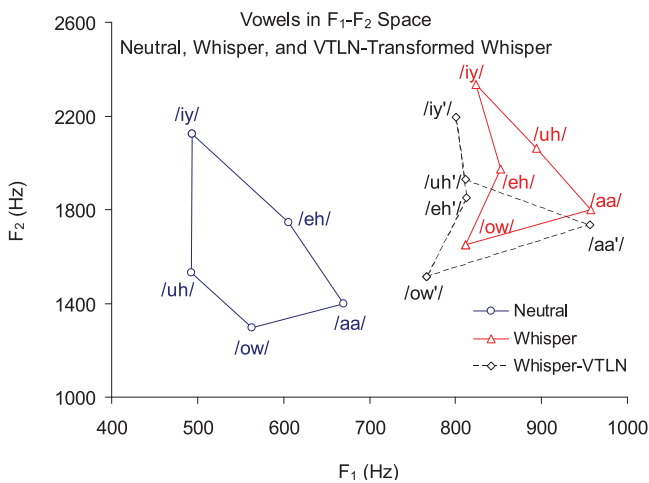 Vowels in F1-F2 Space
Neutral, Whisper, and VTLN-Transformed Whisper
2600
2200
1800
1400
1000
F2 (Hz)
400
500
600
700
800
900
1000
F1 (Hz)
/iy/
/eh/
/uh/
/ow/
/aa/
/iy/
/uh/
/eh/
/aa/
/ow/
/iy'/
/uh'/
/eh'/
/aa'/
/ow'/
Neutral
Whisper
Whisper-VTLN